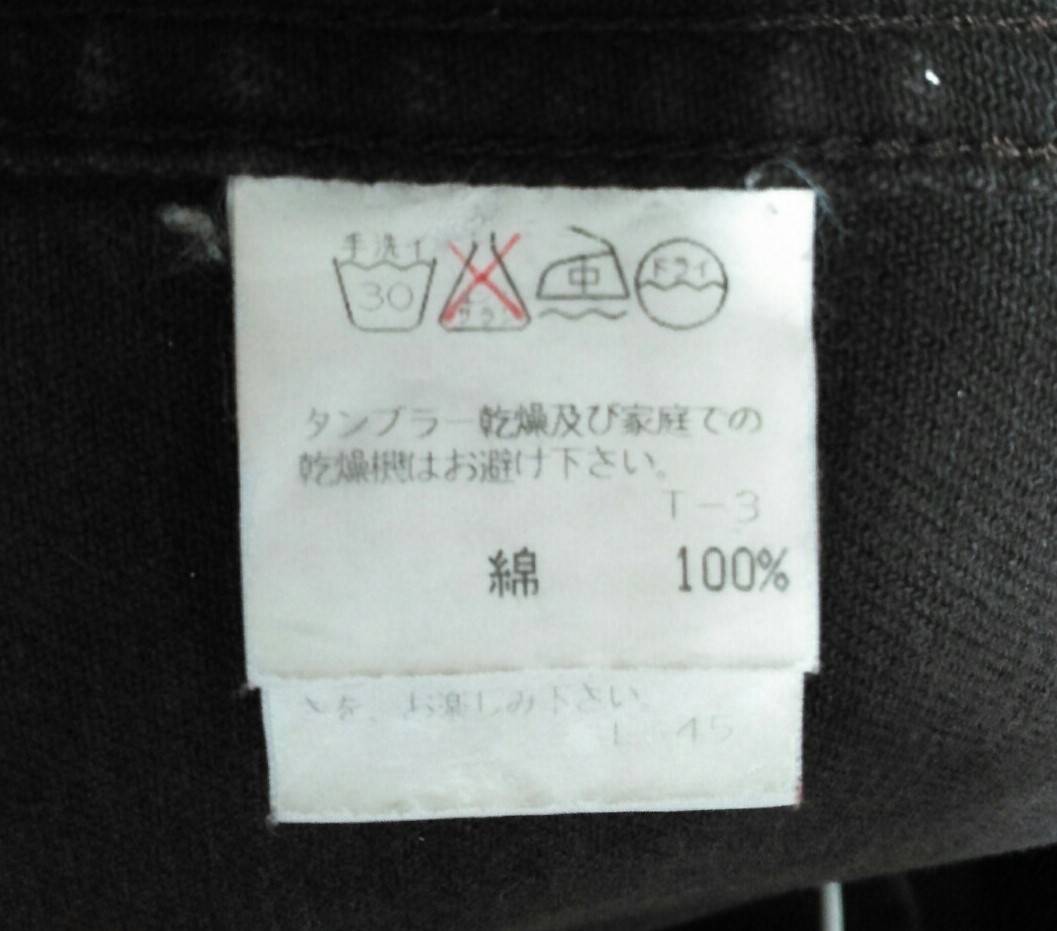 手洗イ
30
中
ドライ
タンブラー乾燥及び家庭での
乾燥機はお避け下さい。
T-3
綿 100%
を、お楽しみ下さい。
45